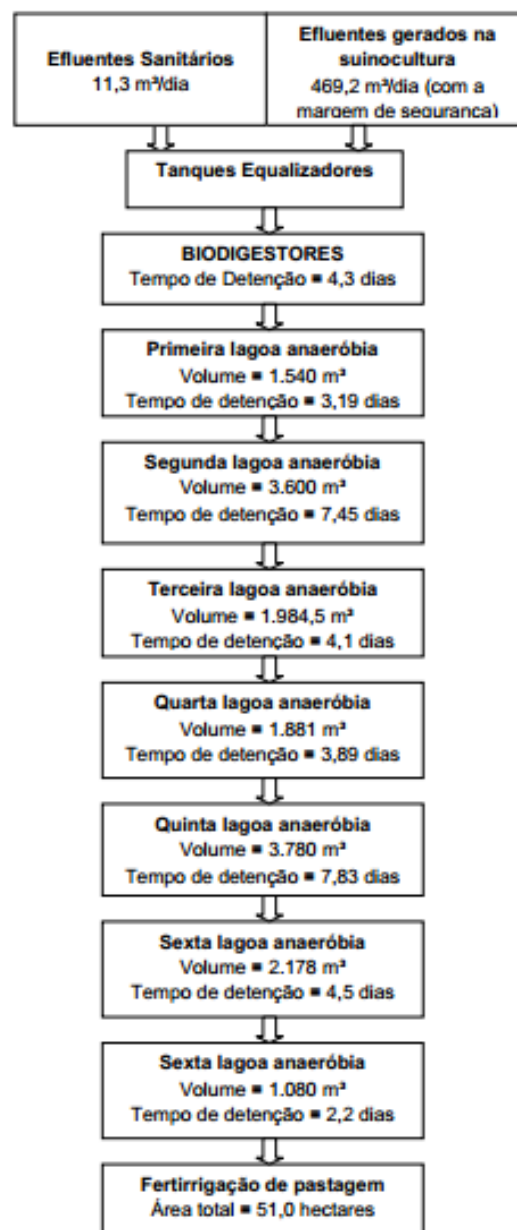 Efluentes Sanitários
11,3 m³/dia
Efluentes gerados na
suinocultura
469,2 m³/dia (com a
margem de segurança)
Tanques Equalizadores
BIODIGESTORES
Tempo de Detenção = 4,3 dias
Primeira lagoa anaeróbia
Volume = 1.540 m³
Tempo de detenção = 3,19 dias
Segunda lagoa anaeróbia
Volume = 3.600 m³
Tempo de detenção = 7,45 dias
Terceira lagoa anaeróbia
Volume = 1.984,5 m³
Tempo de detenção = 4,1 dias
Quarta lagoa anaeróbia
Volume = 1.881 m³
Tempo de detenção = 3,89 dias
Quinta lagoa anaeróbia
Volume = 3.780 m³
Tempo de detenção = 7,83 dias
Sexta lagoa anaeróbia
Volume = 2.178 m³
Tempo de detenção = 4,5 dias
Sexta lagoa anaeróbia
Volume = 1.080 m³
Tempo de detenção = 2,2 dias
Fertirrigação de pastagem
Área total = 51,0 hectares